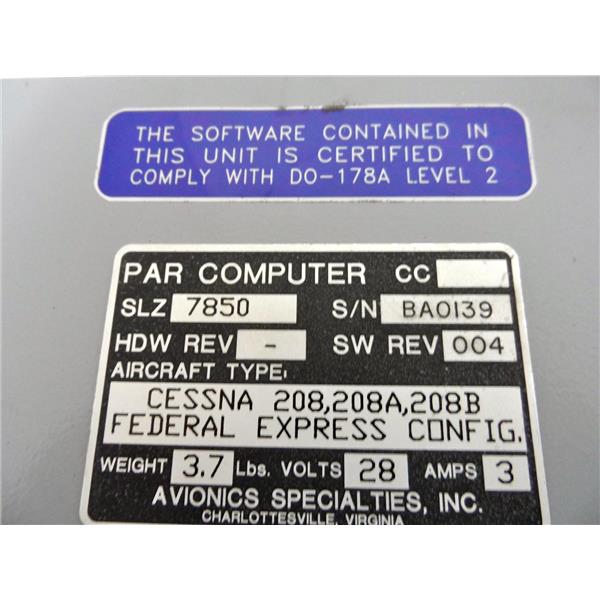 THE SOFTWARE CONTAINED IN
THIS UNIT IS CERTIFIED TO
COMPLY WITH DO-178A LEVEL 2
PAR COMPUTER CC
SLZ 7850 S/N BA0139
HDW REV - SW REV 004
AIRCRAFT TYPE:
CESSNA 208,208A,208B
FEDERAL EXPRESS CONFIG.
WEIGHT 3.7 Lbs. VOLTS 28 AMPS 3
AVIONICS SPECIALTIES, INC.
CHARLOTTESVILLE, VIRGINIA